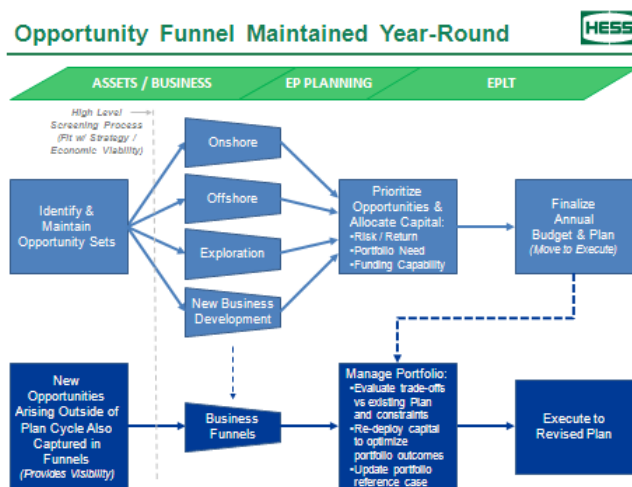 Opportunity Funnel Maintained Year-Round
HESS
ASSETS / BUSINESS
EP PLANNING
EPLT
High Level
Screening Process
(Fit w/ Strategy /
Economic Viability)
Onshore
Offshore
Exploration
New Business
Development
Identify &
Maintain
Opportunity Sets
Prioritize
Opportunities &
Allocate Capital:
•Risk / Return
•Portfolio Need
•Funding Capability
Finalize
Annual
Budget & Plan
(Move to Execute)
New
Opportunities
Arising Outside of
Plan Cycle Also
Captured in
Funnels
(Provides Visibility)
Business
Funnels
Manage Portfolio:
•Evaluate trade-offs
vs existing Plan
and constraints
•Re-deploy capital
to optimize
portfolio outcomes
•Update portfolio
reference case
Execute to
Revised Plan